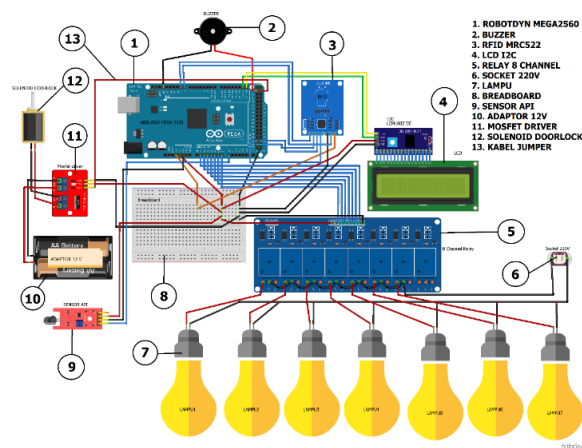 BUZZER
2
13
1
3
1. ROBOTDYN MEGA2560
2. BUZZER
3. RFID MRC522
4. LCD I2C
5. RELAY 8 CHANNEL
6. SOCKET 220V
7. LAMPU
8. BREADBOARD
9. SENSOR API
10. ADAPTOR 12V
11. MOSFET DRIVER
12. SOLENOID DOORLOCK
13. KABEL JUMPER
12
SOLENOID DOORLOCK
ARDUINO MEGA 2560
MEGA
11
Mosfet driver
4
LCD
Breadboard
5
8 Channel Relay
Socket 220V
6
AA Battery
ADAPTOR 12 V
10
8
SENSOR API
9
7
LAMPU1
LAMPU2
LAMPU3
LAMPU4
LAMPU5
LAMPU6
LAMPU7
fritzing